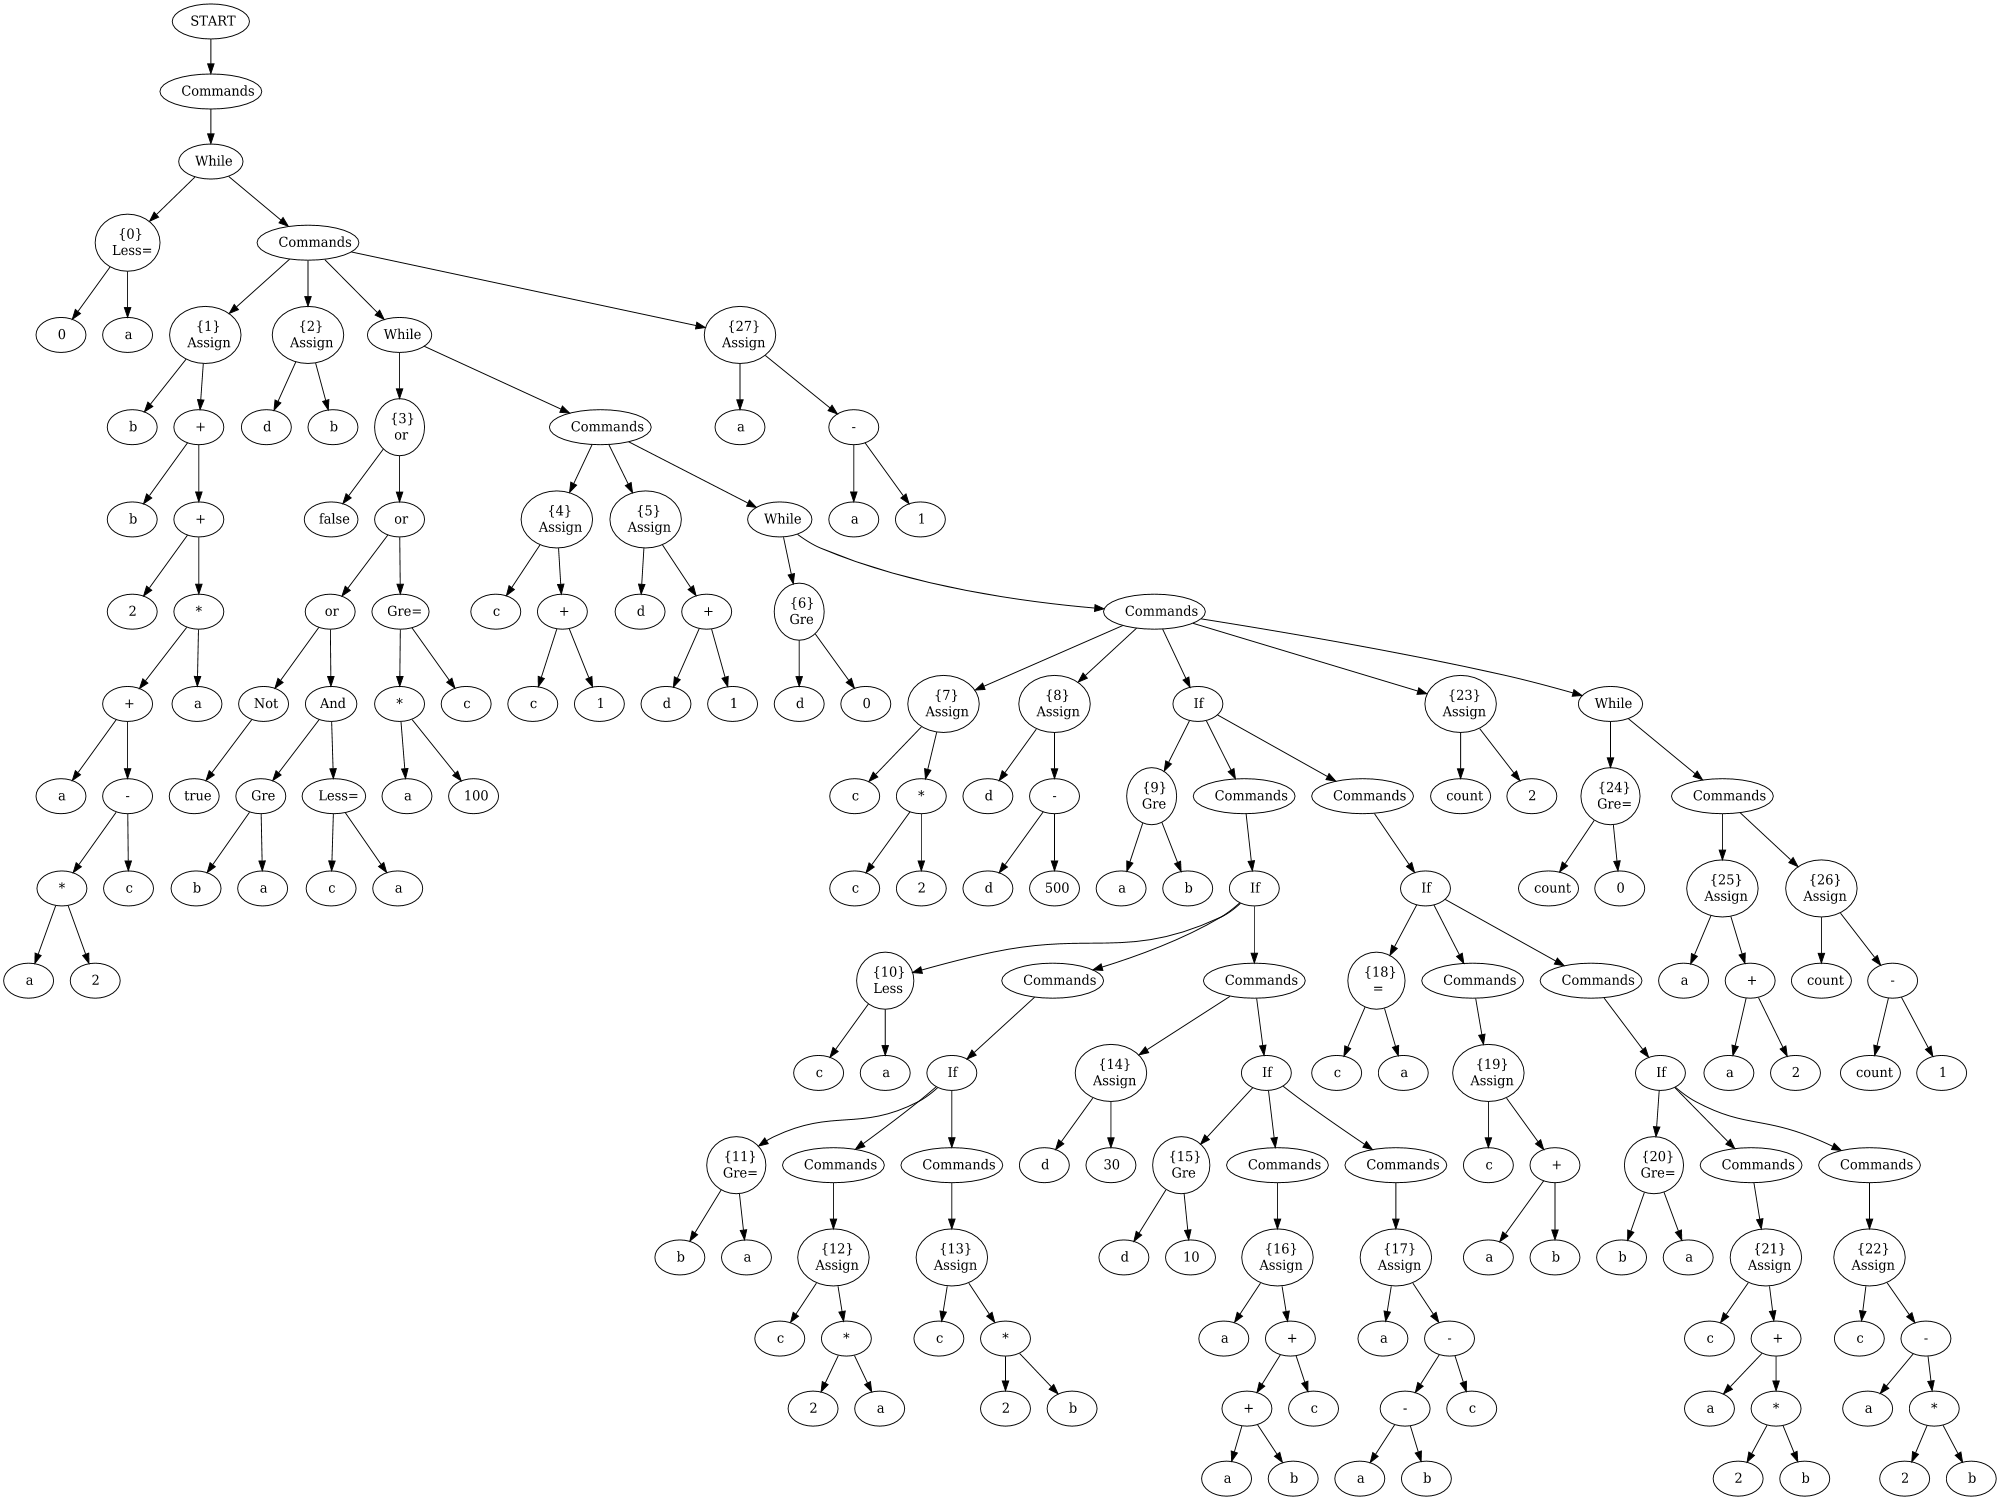 START
Commands
While
{0}
Less=
Commands
0
a
{1}
Assign
{2}
Assign
While
{27}
Assign
b
+
d
b
{3}
or
Commands
a
-
b
+
false
or
{4}
Assign
{5}
Assign
While
a
1
2
*
or
Gre=
c
+
d
+
{6}
Gre
Commands
+
a
Not
And
*
c
c
1
d
1
d
0
{7}
Assign
{8}
Assign
If
{23}
Assign
While
a
-
true
Gre
Less=
a
100
c
*
d
-
{9}
Gre
Commands
Commands
count
2
{24}
Gre=
Commands
*
c
b
a
c
a
c
2
d
500
a
b
If
If
count
0
{25}
Assign
{26}
Assign
a
2
{10}
Less
Commands
Commands
{18}
=
Commands
Commands
a
+
count
-
c
a
If
{14}
Assign
If
c
a
{19}
Assign
If
a
2
count
1
{11}
Gre=
Commands
Commands
d
30
{15}
Gre
Commands
Commands
c
+
{20}
Gre=
Commands
Commands
b
a
{12}
Assign
{13}
Assign
d
10
{16}
Assign
{17}
Assign
a
b
b
a
{21}
Assign
{22}
Assign
c
*
c
*
a
+
a
-
c
+
c
-
2
a
2
b
+
c
-
c
a
*
a
*
a
b
a
b
2
b
2
b